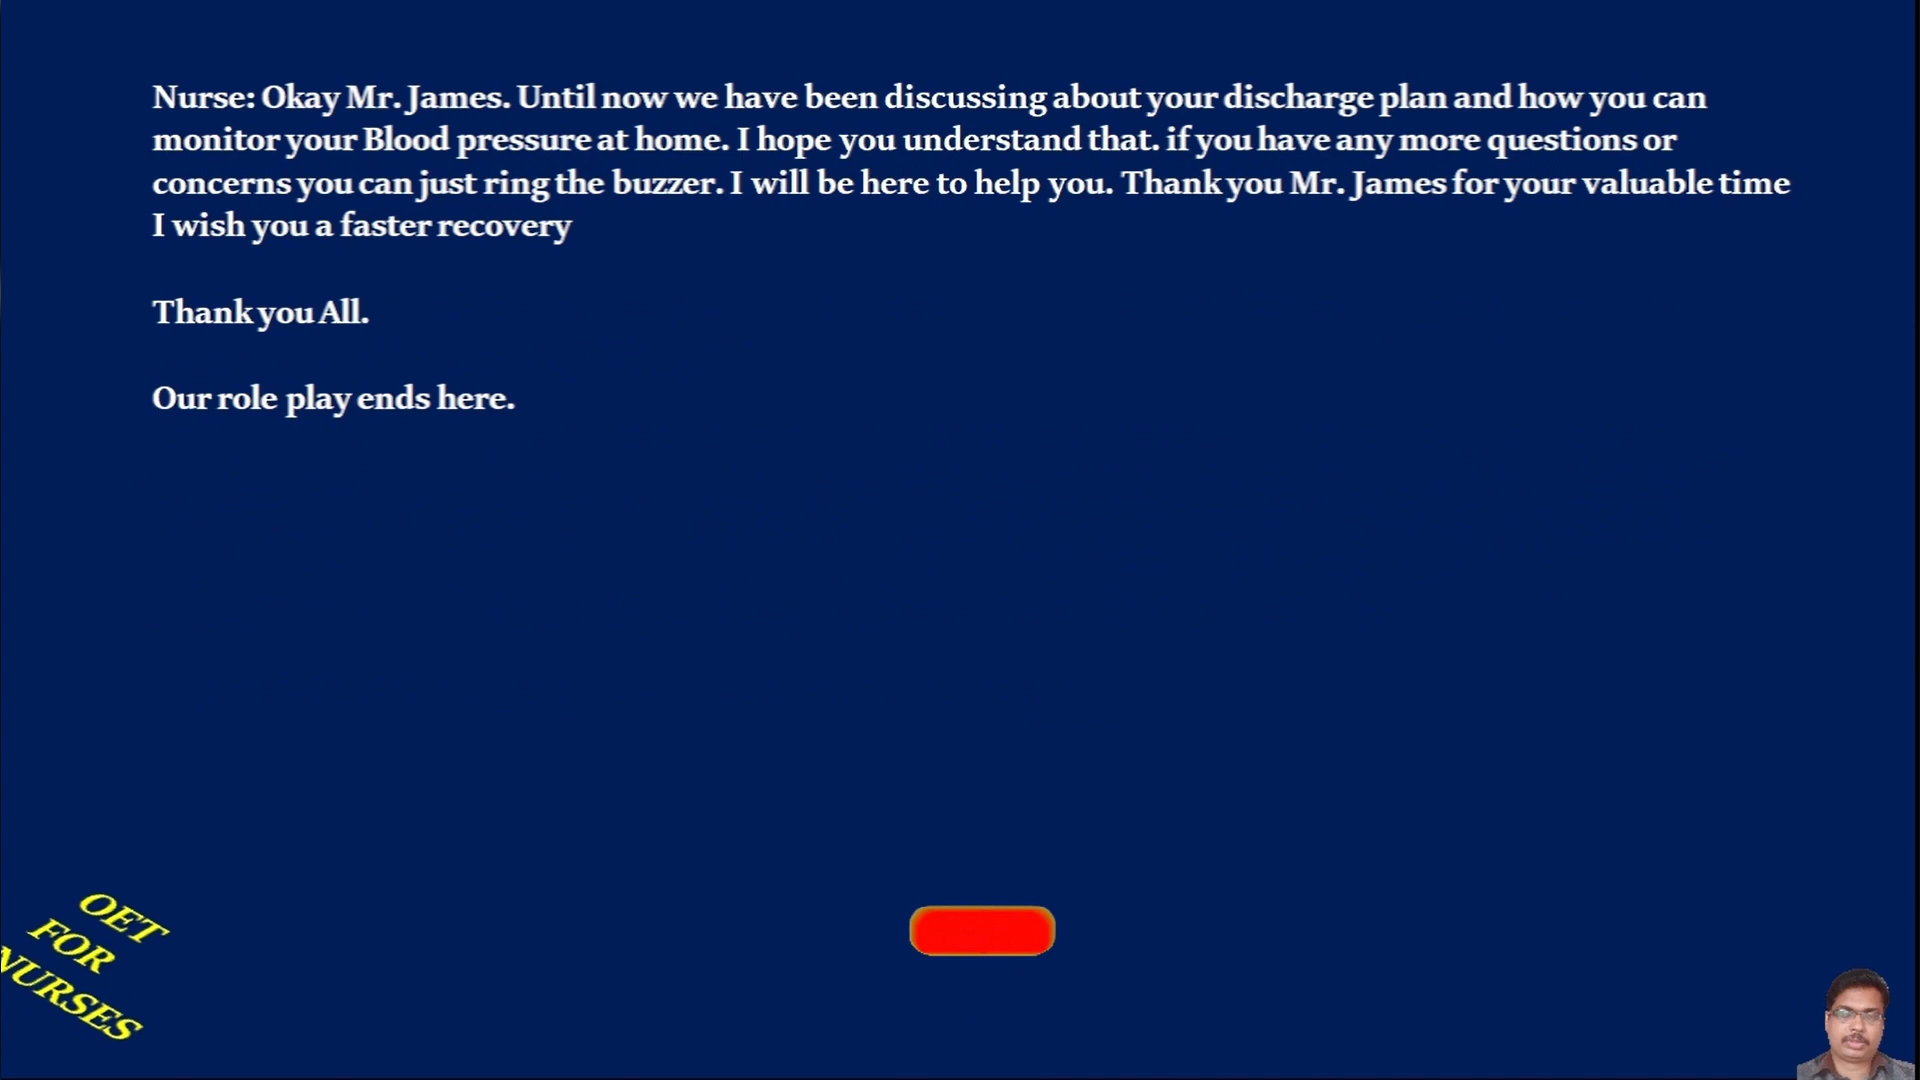 Nurse: Okay Mr. James. Until now we have been discussing about your discharge plan and how you can
monitor your Blood pressure at home. I hope you understand that. if you have any more questions or
concerns you can just ring the buzzer. I will be here to help you. Thank you Mr. James for your valuable time
I wish you a faster recovery
Thank you All.
Our role play ends here.
OET
FOR
NURSES